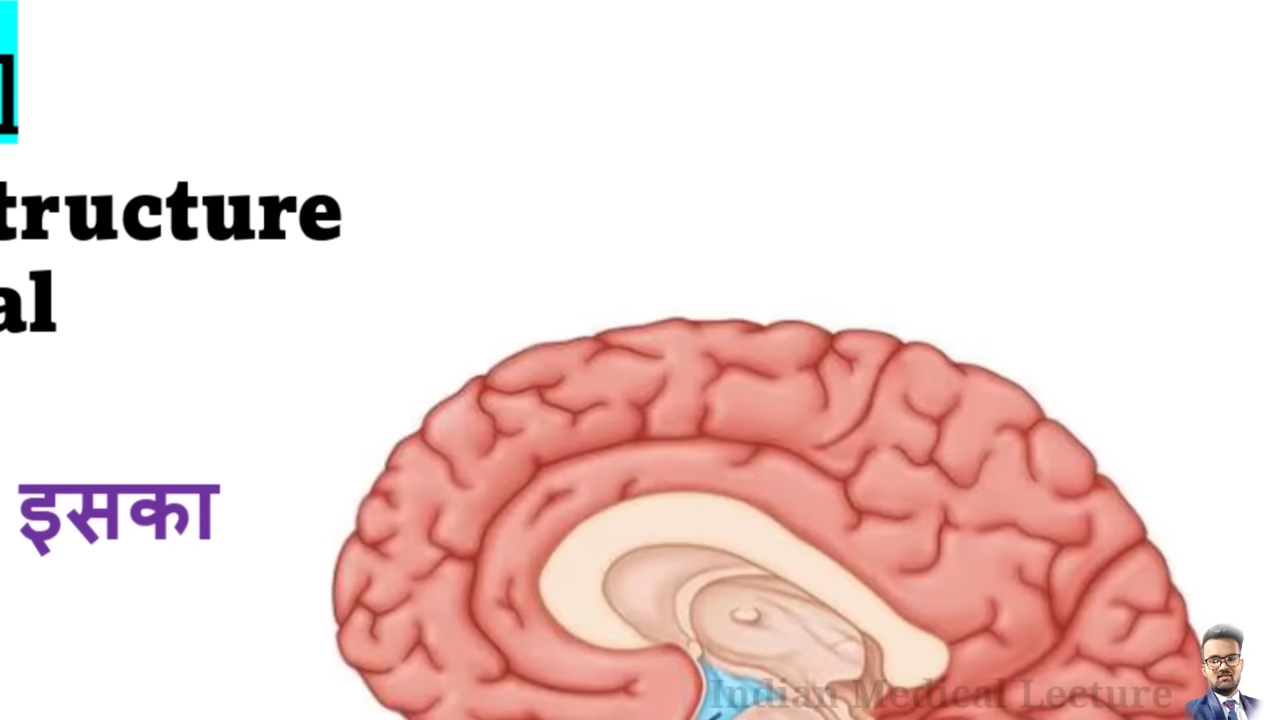 tructure
al
इसका
Indian Medical Lecture